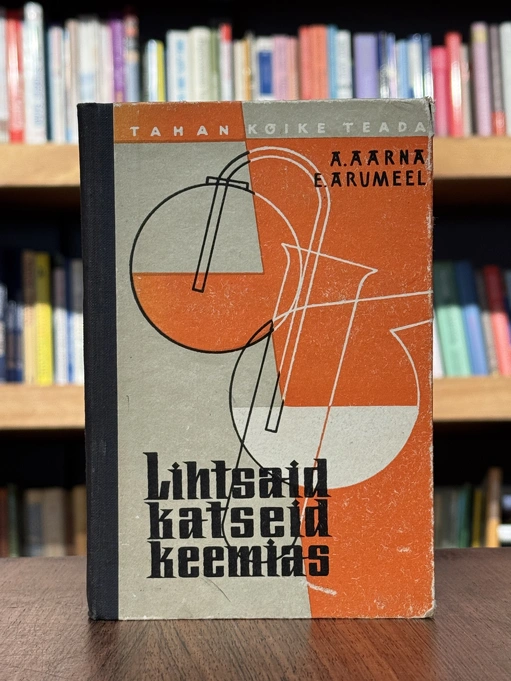 TAHAN KÕIKE TEADA
A. AARNA
E. ARUMEEL
Lihtsaid
katseid
keemias